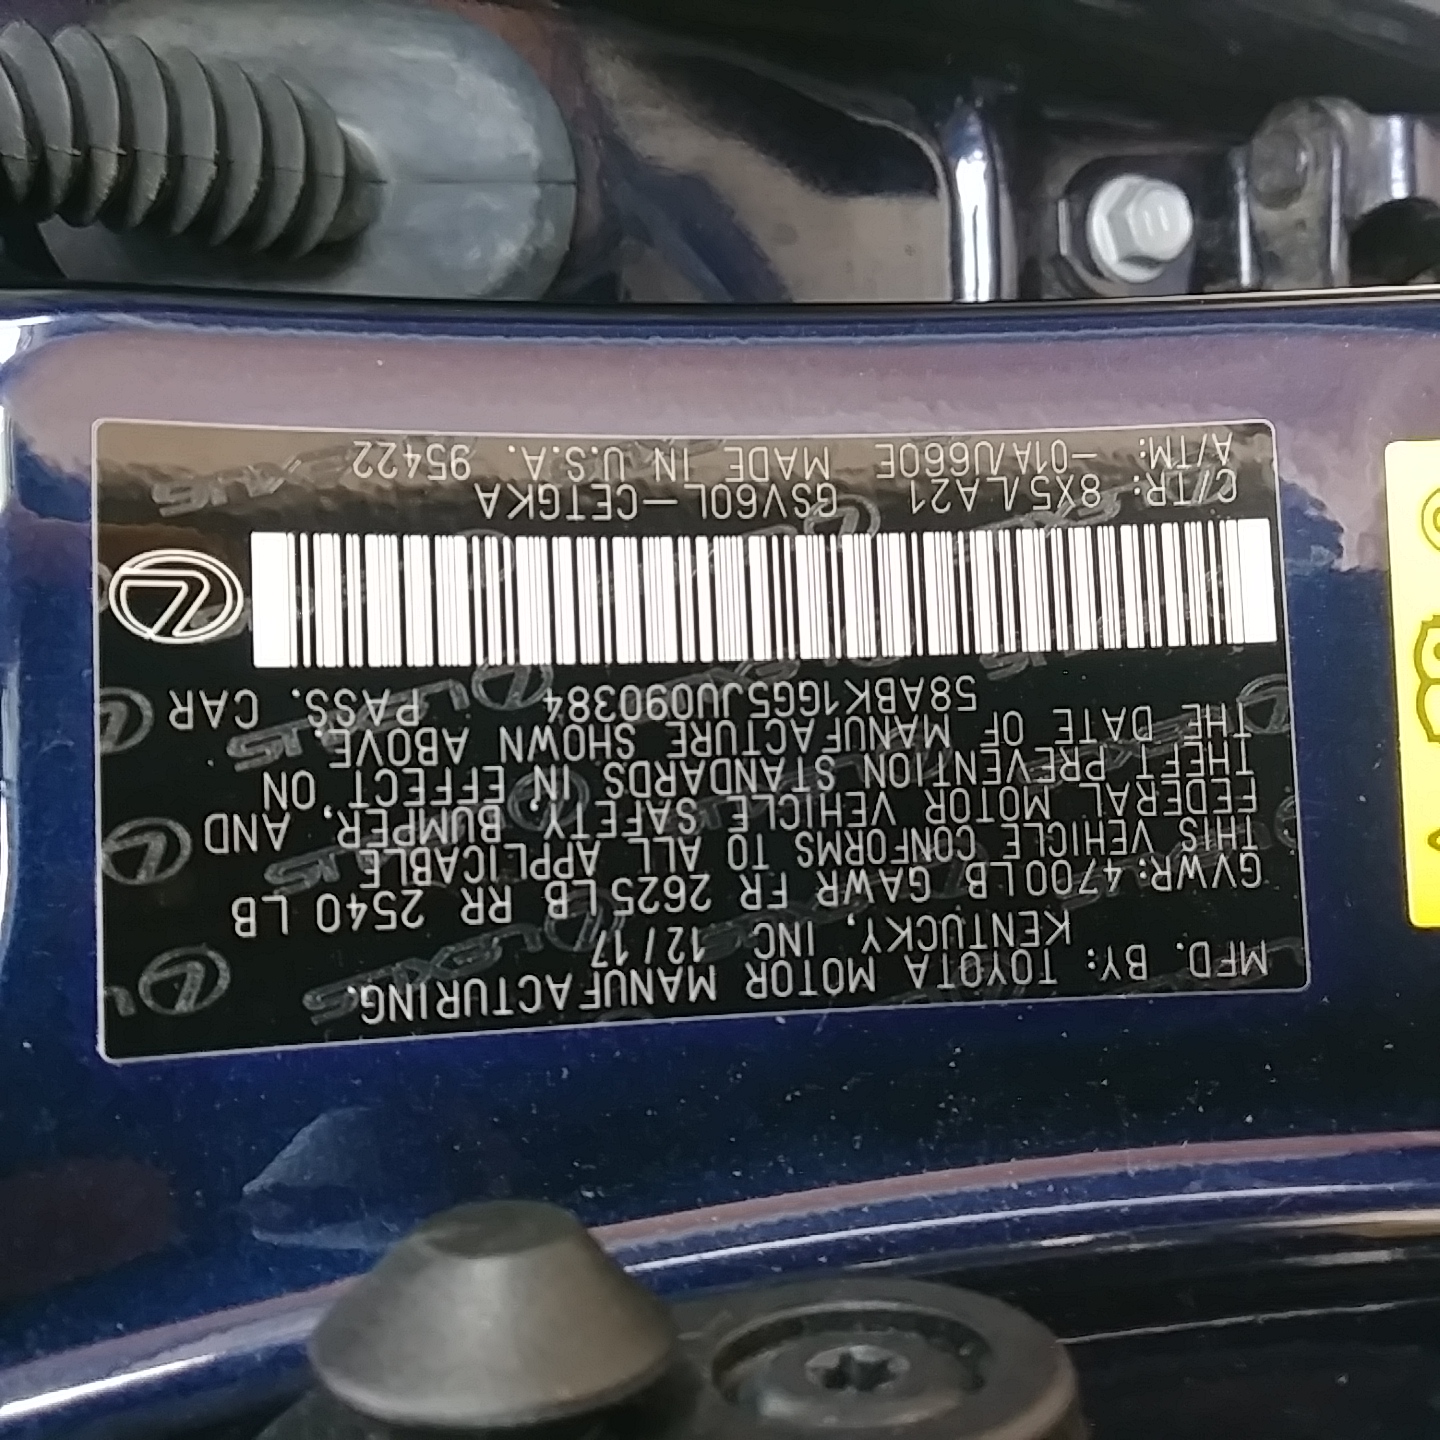 MFD. BY: TOYOTA MOTOR MANUFACTURING.
KENTUCKY, INC. 12/17
GVWR: 4700LB GAWR FR 2625LB RR 2540 LB
THIS VEHICLE CONFORMS TO ALL APPLICABLE
FEDERAL MOTOR VEHICLE SAFETY, BUMPER, AND
THEFT PREVENTION STANDARDS IN EFFECT ON
THE DATE OF MANUFACTURE SHOWN ABOVE.
58ABK1GG5JU090384 PASS. CAR
C/TR: 8X5/LA21 GSV60L-CETGKA
A/TM: -01A/U660E MADE IN U.S.A. 95422